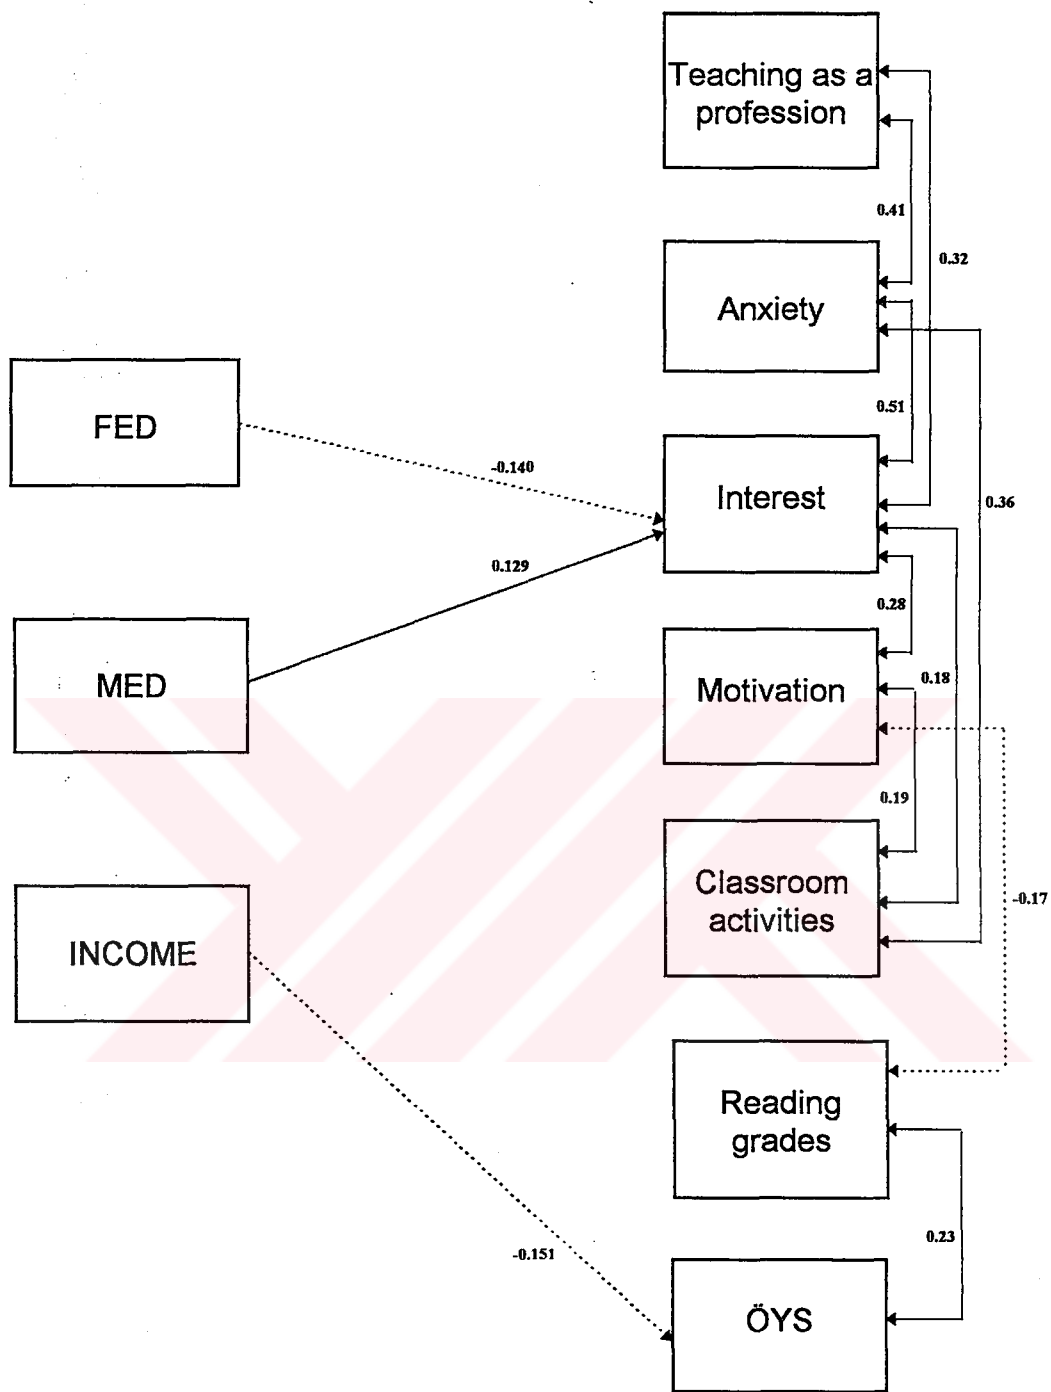 Teaching as a
profession
0.41
0.32
Anxiety
FED
0.51
-0.140
Interest
0.36
0.129
0.28
MED
Motivation
0.18
0.19
Classroom
activities
-0.17
INCOME
Reading
grades
0.23
-0.151
ÖYS